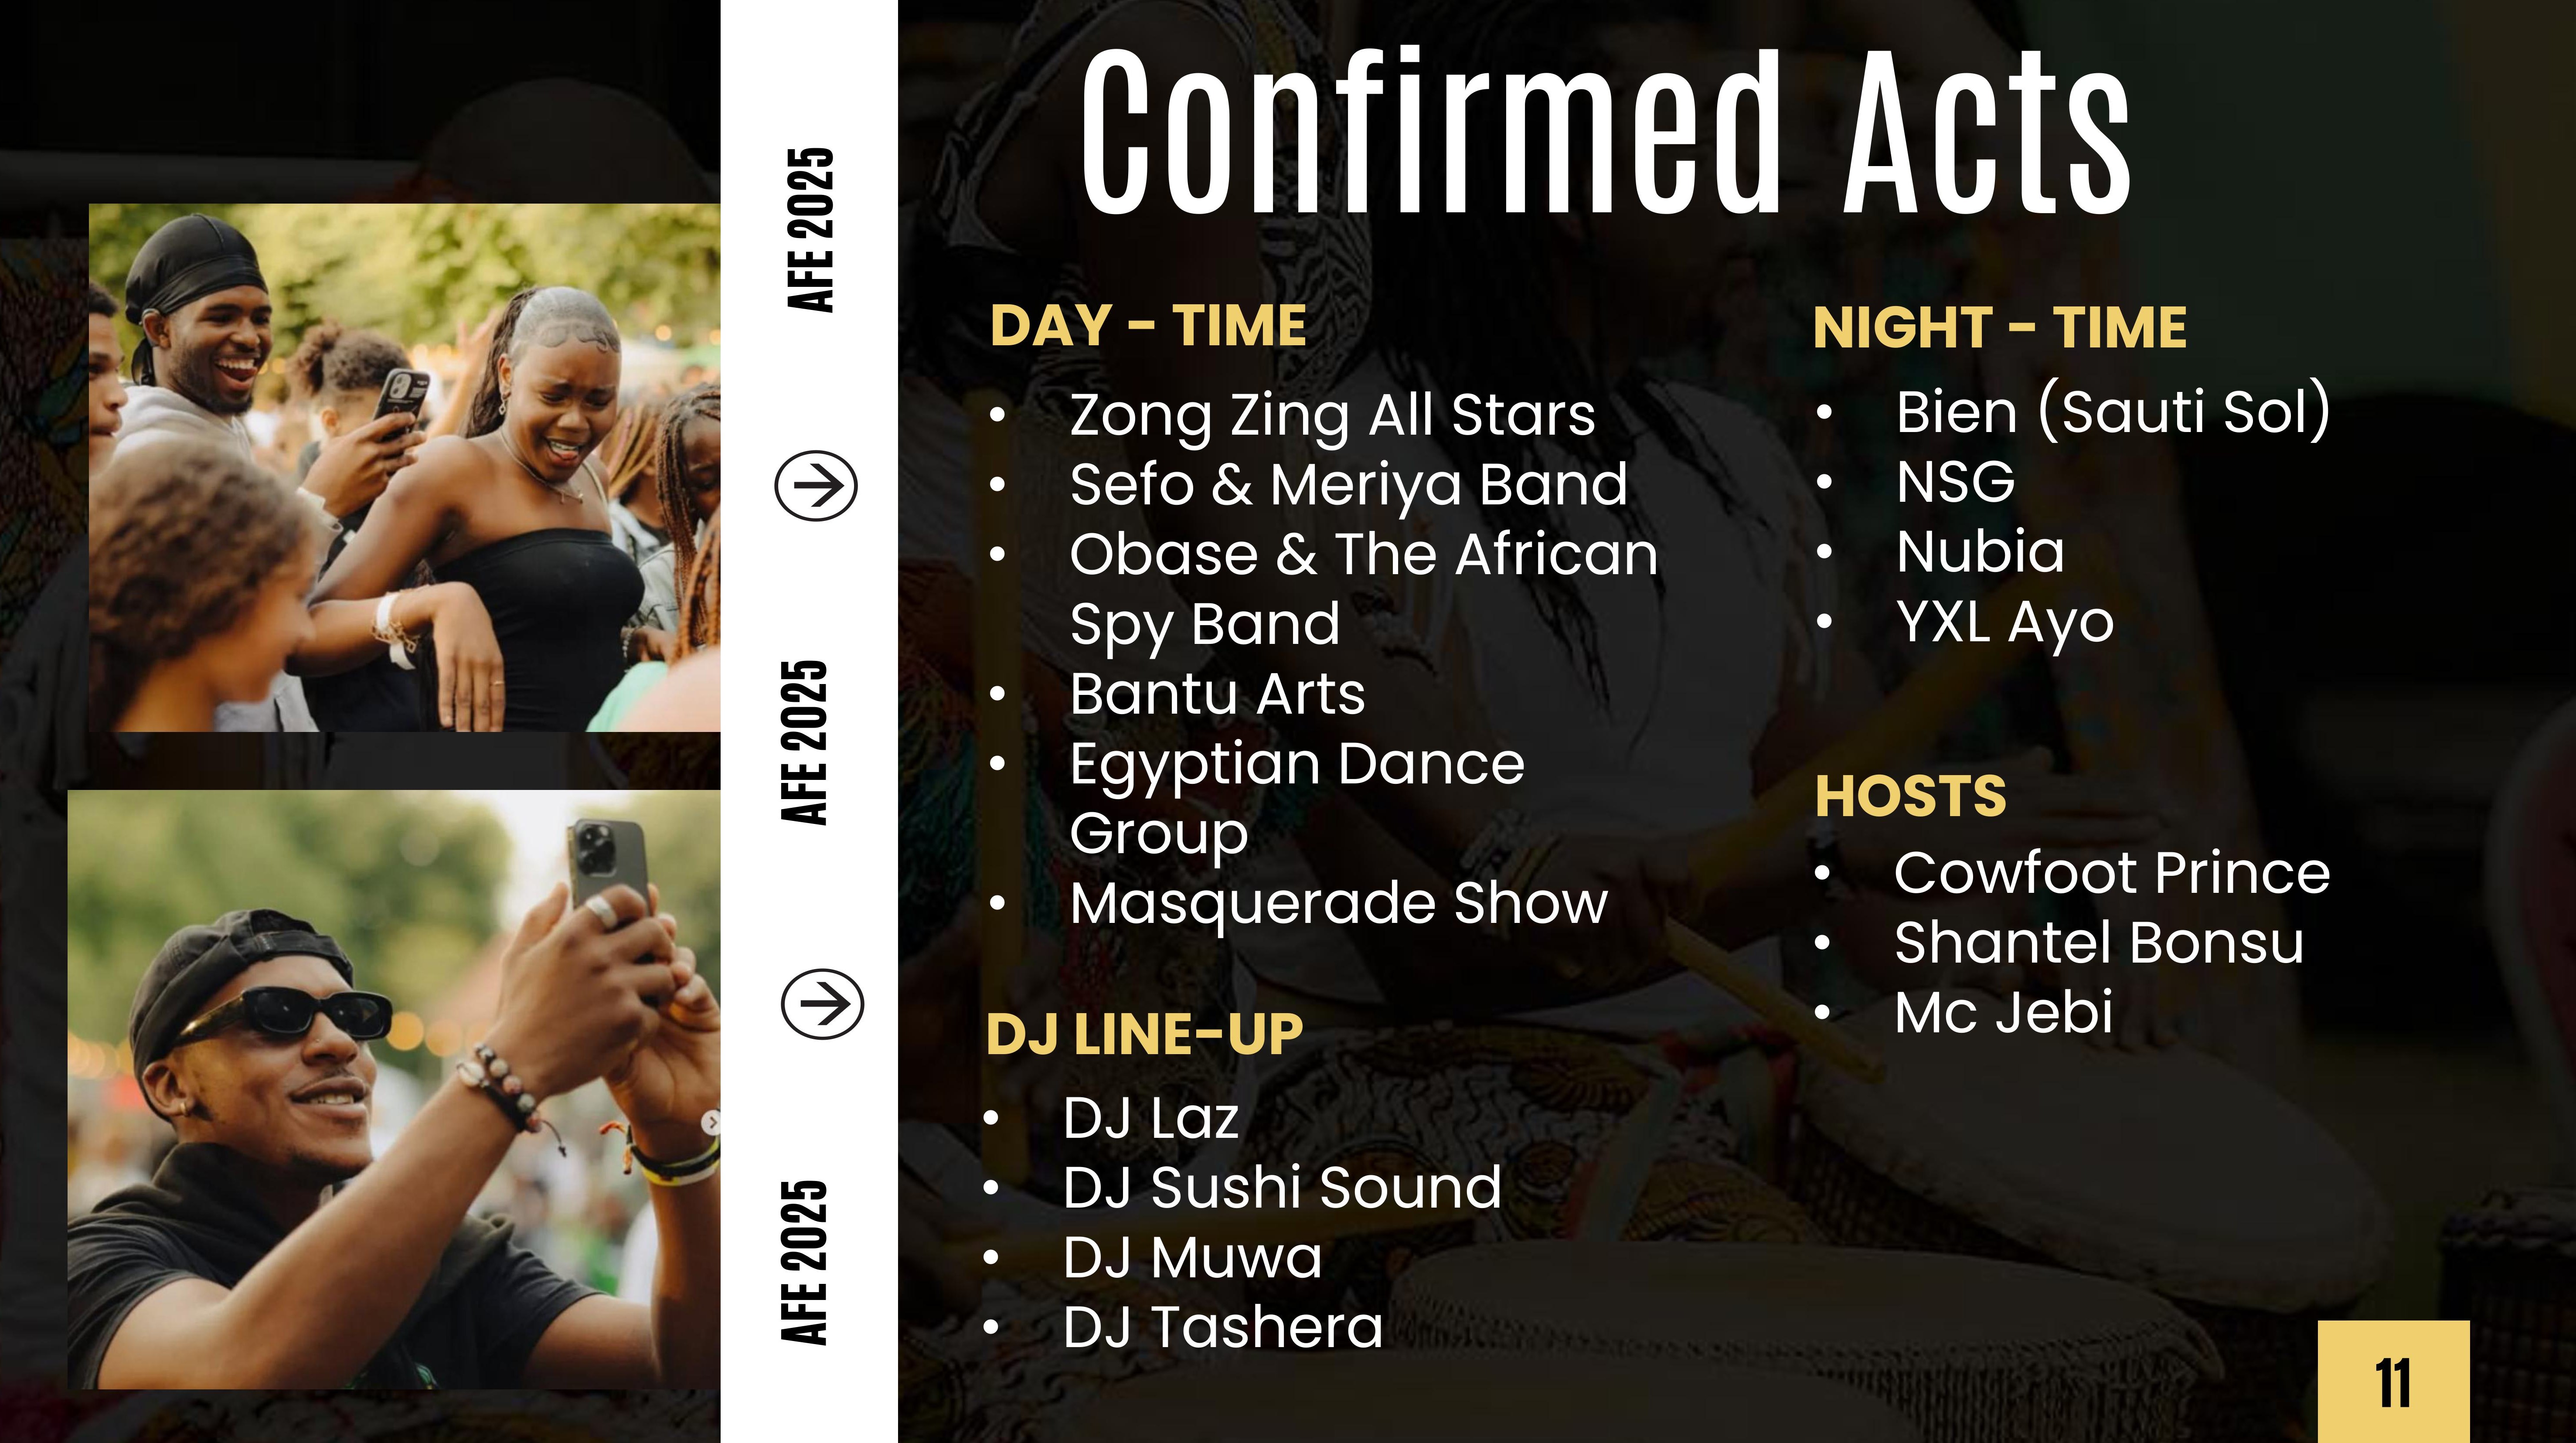 AFE 2025
AFE 2025
AFE 2025
Confirmed Acts
DAY - TIME
• Zong Zing All Stars
• Sefo & Meriya Band
• Obase & The African
Spy Band
• Bantu Arts
• Egyptian Dance
Group
• Masquerade Show
DJ LINE-UP
• DJ Laz
• DJ Sushi Sound
• DJ Muwa
• DJ Tashera
NIGHT - TIME
• Bien (Sauti Sol)
• NSG
• Nubia
• YXL Ayo
HOSTS
• Cowfoot Prince
• Shantel Bonsu
• Mc Jebi
11